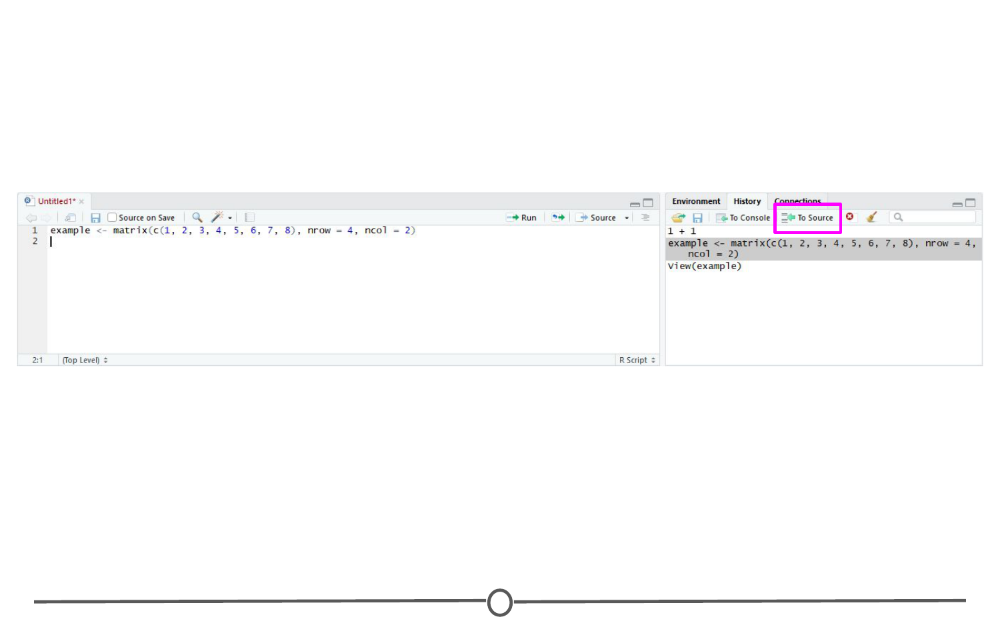 Untitled1*
Source on Save
Run
Source
1 example <- matrix(c(1, 2, 3, 4, 5, 6, 7, 8), nrow = 4, ncol = 2)
2
2:1
(Top Level)
R Script
Environment
History
Connections
To Console
To Source
1 + 1
example <- matrix(c(1, 2, 3, 4, 5, 6, 7, 8), nrow = 4,
ncol = 2)
View(example)